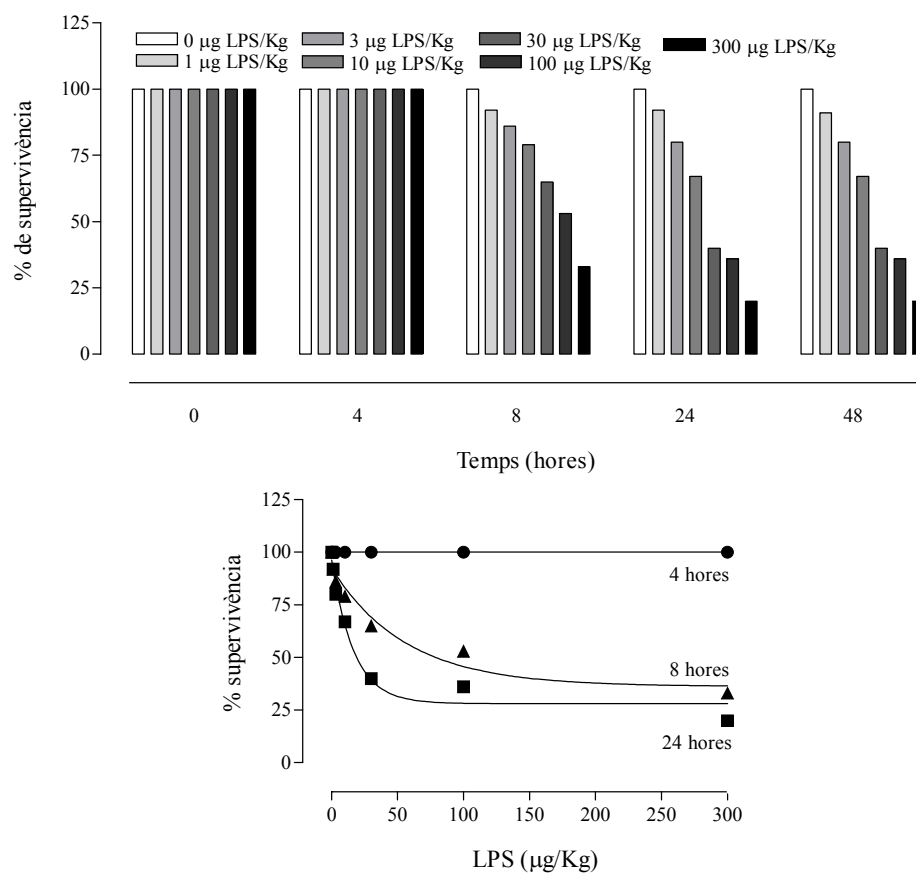 125
0 µg LPS/Kg 3 µg LPS/Kg 30 µg LPS/Kg 300 µg LPS/Kg
1 µg LPS/Kg 10 µg LPS/Kg 100 µg LPS/Kg
100
75
50
25
0
% de supervivència
0 4 8 24 48
Temps (hores)
125
100
75
50
25
0
% supervivència
4 hores
8 hores
24 hores
0 50 100 150 200 250 300
LPS (µg/Kg)